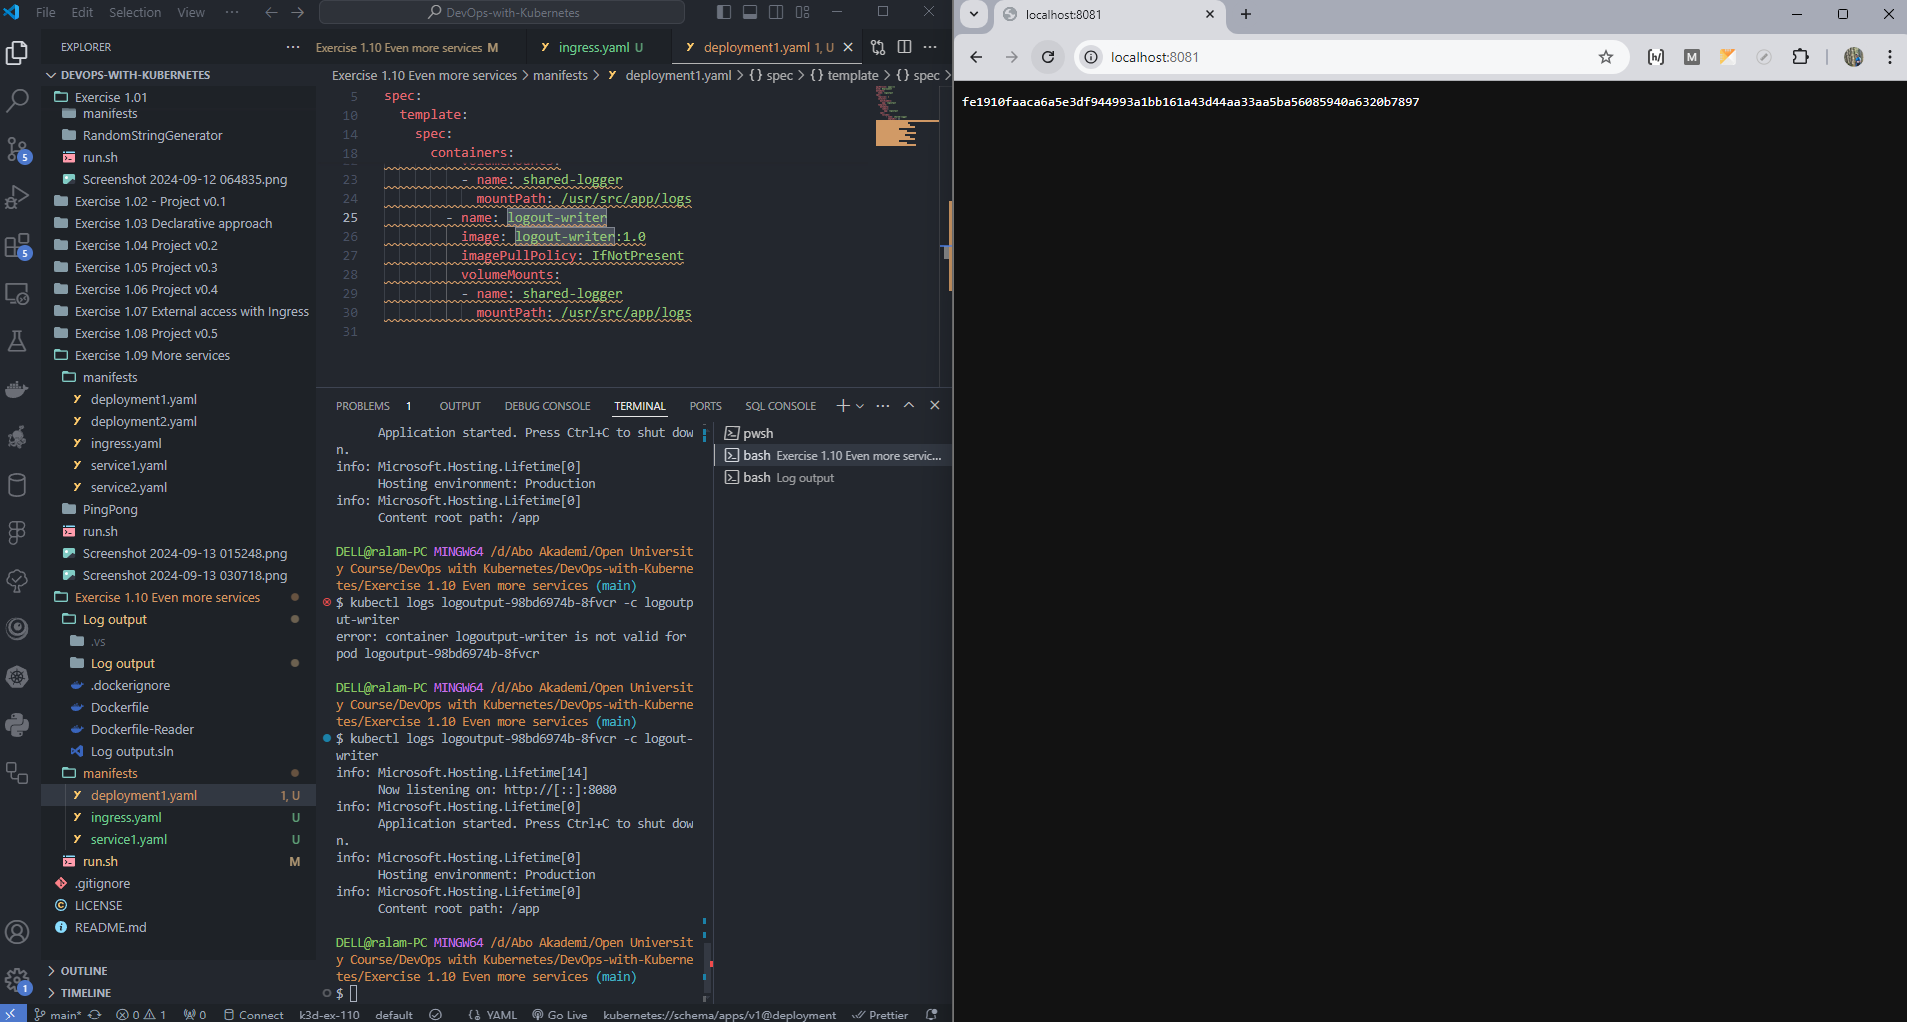 File Edit Selection View ··· DevOps-with-Kubernetes
EXPLORER ···
DEVOPS-WITH-KUBERNETES
Exercise 1.01
manifests
RandomStringGenerator
run.sh
Screenshot 2024-09-12 064835.png
Exercise 1.02 - Project v0.1
Exercise 1.03 Declarative approach
Exercise 1.04 Project v0.2
Exercise 1.05 Project v0.3
Exercise 1.06 Project v0.4
Exercise 1.07 External access with Ingress
Exercise 1.08 Project v0.5
Exercise 1.09 More services
manifests
deployment1.yaml
deployment2.yaml
ingress.yaml
service1.yaml
service2.yaml
PingPong
run.sh
Screenshot 2024-09-13 015248.png
Screenshot 2024-09-13 030718.png
Exercise 1.10 Even more services
Log output
.vs
Log output
.dockerignore
Dockerfile
Dockerfile-Reader
Log output.sln
manifests
deployment1.yaml 1, U
ingress.yaml U
service1.yaml U
run.sh M
.gitignore
LICENSE
README.md
OUTLINE
TIMELINE
5
5
1
Exercise 1.10 Even more services M ingress.yaml U deployment1.yaml 1, U
Exercise 1.10 Even more services > manifests > deployment1.yaml > {} spec > {} template > {} spec >
5 spec:
10 template:
14 spec:
18 containers:
23 - name: shared-logger
24 mountPath: /usr/src/app/logs
25 - name: logout-writer
26 image: logout-writer:1.0
27 imagePullPolicy: IfNotPresent
28 volumeMounts:
29 - name: shared-logger
30 mountPath: /usr/src/app/logs
31
PROBLEMS 1 OUTPUT DEBUG CONSOLE TERMINAL PORTS SQL CONSOLE
Application started. Press Ctrl+C to shut dow
n.
info: Microsoft.Hosting.Lifetime[0]
Hosting environment: Production
info: Microsoft.Hosting.Lifetime[0]
Content root path: /app
DELL@ralam-PC MINGW64 /d/Abo Akademi/Open Universit
y Course/DevOps with Kubernetes/DevOps-with-Kuberne
tes/Exercise 1.10 Even more services (main)
$ kubectl logs logoutput-98bd6974b-8fvcr -c logoutp
ut-writer
error: container logoutput-writer is not valid for
pod logoutput-98bd6974b-8fvcr
DELL@ralam-PC MINGW64 /d/Abo Akademi/Open Universit
y Course/DevOps with Kubernetes/DevOps-with-Kuberne
tes/Exercise 1.10 Even more services (main)
$ kubectl logs logoutput-98bd6974b-8fvcr -c logout-
writer
info: Microsoft.Hosting.Lifetime[14]
Now listening on: http://[::]:8080
info: Microsoft.Hosting.Lifetime[0]
Application started. Press Ctrl+C to shut dow
n.
info: Microsoft.Hosting.Lifetime[0]
Hosting environment: Production
info: Microsoft.Hosting.Lifetime[0]
Content root path: /app
DELL@ralam-PC MINGW64 /d/Abo Akademi/Open Universit
y Course/DevOps with Kubernetes/DevOps-with-Kuberne
tes/Exercise 1.10 Even more services (main)
$
pwsh
bash Exercise 1.10 Even more servic...
bash Log output
main* 0 1 0 Connect k3d-ex-110 default {} YAML Go Live kubernetes://schema/apps/v1@deployment Prettier
localhost:8081
localhost:8081
fe1910faaca6a5e3df944993a1bb161a43d44aa33aa5ba56085940a6320b7897